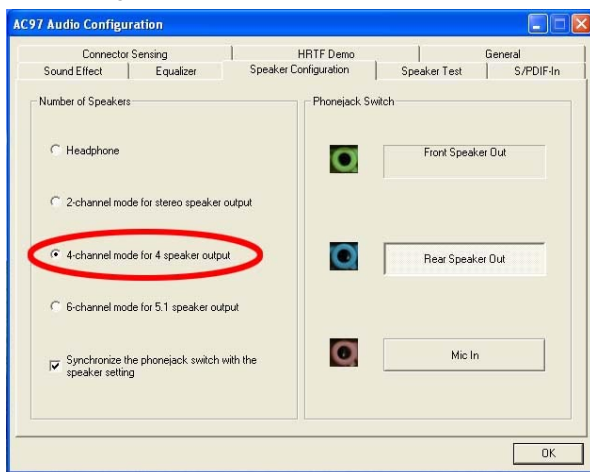 AC97 Audio Configuration
Connector Sensing
HRTF Demo
General
Sound Effect
Equalizer
Speaker Configuration
Speaker Test
S/PDIF-In
Number of Speakers
Headphone
2-channel mode for stereo speaker output
4-channel mode for 4 speaker output
6-channel mode for 5.1 speaker output
Synchronize the phonejack switch with the
speaker setting
Phonejack Switch
Front Speaker Out
Rear Speaker Out
Mic In
OK